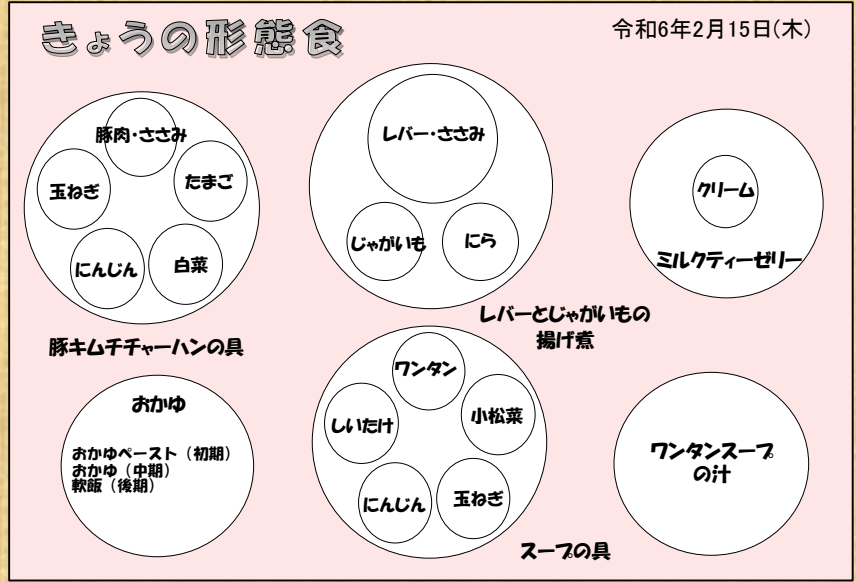 きょうの形態食
令和6年2月15日(木)
豚肉・ささみ
玉ねぎ
たまご
にんじん
白菜
豚キムチチャーハンの具
レバー・ささみ
じゃがいも
にら
レバーとじゃがいもの
揚げ煮
クリーム
ミルクティーゼリー
おかゆ
おかゆペースト（初期）
おかゆ（中期）
軟飯（後期）
ワンタン
しいたけ
小松菜
にんじん
玉ねぎ
スープの具
ワンタンスープ
の汁